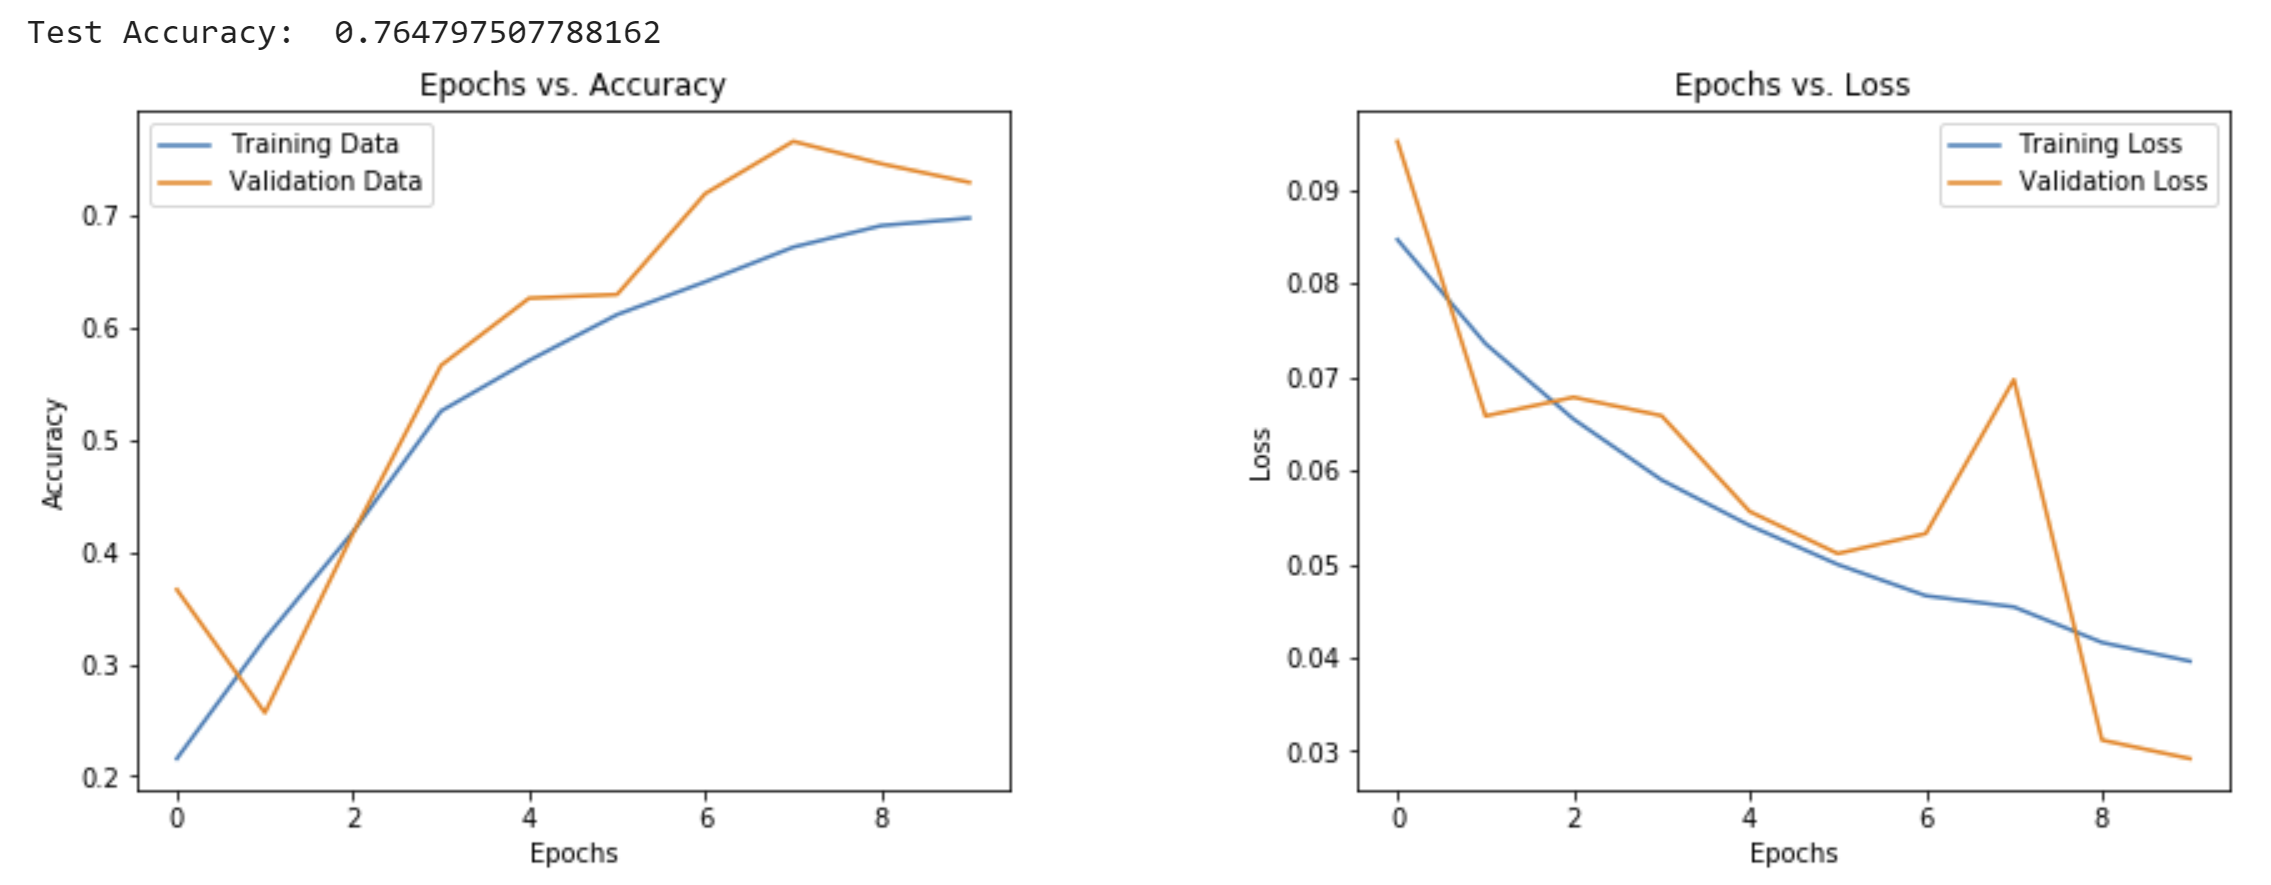 Test Accuracy:  0.764797507788162
Epochs vs. Accuracy
Training Data
Validation Data
0.7
0.6
0.5
0.4
0.3
0.2
Accuracy
0 2 4 6 8
Epochs
Epochs vs. Loss
Training Loss
Validation Loss
0.09
0.08
0.07
0.06
0.05
0.04
0.03
Loss
0 2 4 6 8
Epochs